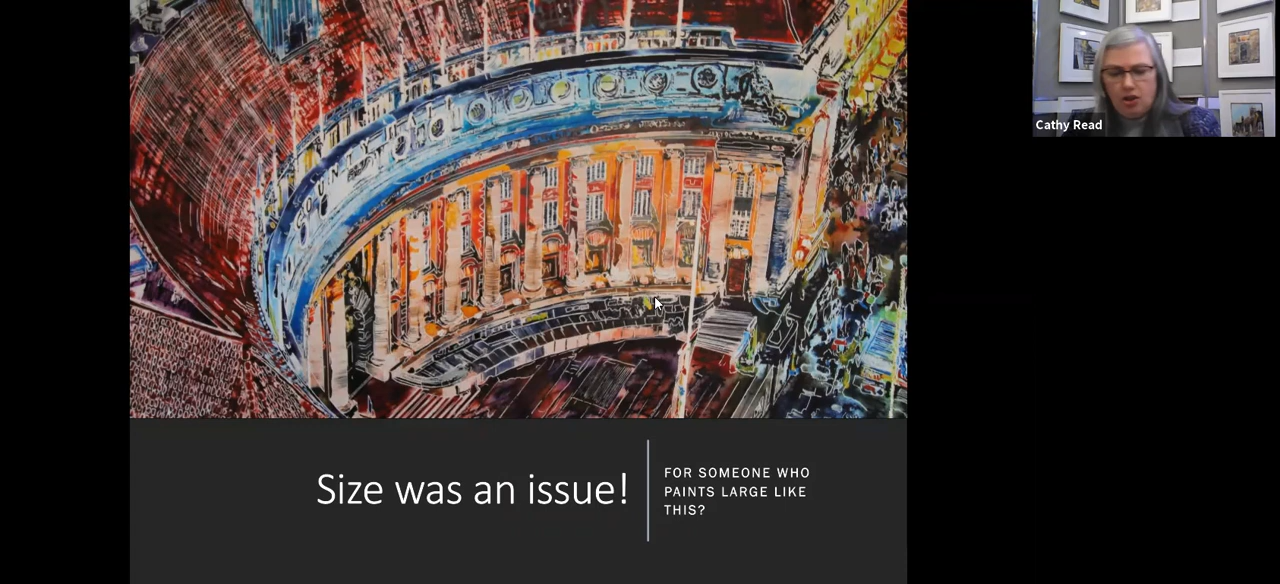 Cathy Read
Size was an issue!
FOR SOMEONE WHO
PAINTS LARGE LIKE
THIS?